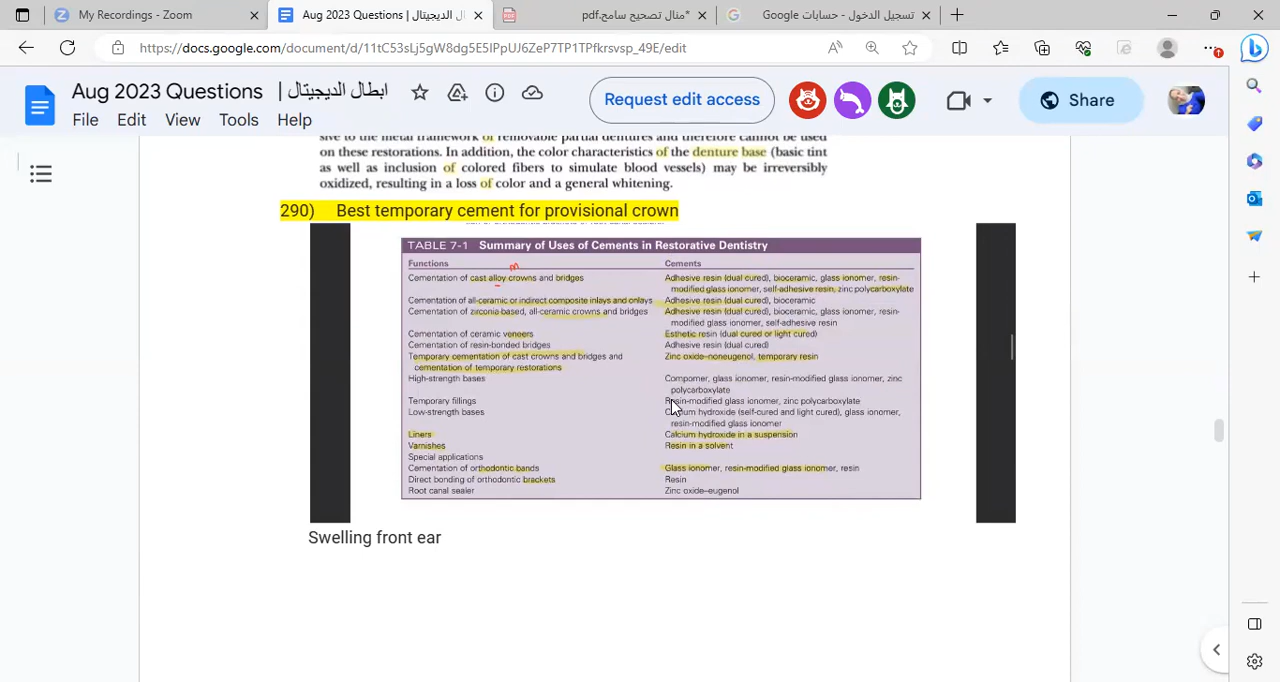 My Recordings - Zoom
Aug 2023 Questions | ابطال الديجيتال
منال تصحيح سامح.pdf*
تسجيل الدخول - حسابات Google
https://docs.google.com/document/d/11tC53sLj5gW8dg5E5IPpUJ6ZeP7TP1TPfkrsvsp_49E/edit
Aug 2023 Questions | ابطال الديجيتال
File Edit View Tools Help
Request edit access
Share
sive to the metal framework of removable partial dentures and therefore cannot be used
on these restorations. In addition, the color characteristics of the denture base (basic tint
as well as inclusion of colored fibers to simulate blood vessels) may be irreversibly
oxidized, resulting in a loss of color and a general whitening.
290) Best temporary cement for provisional crown
TABLE 7-1 Summary of Uses of Cements in Restorative Dentistry
Functions Cements
Cementation of cast alloy crowns and bridges Adhesive resin (dual cured), bioceramic, glass ionomer, resin-
modified glass ionomer, self-adhesive resin, zinc polycarboxylate
Cementation of all-ceramic or indirect composite inlays and onlays Adhesive resin (dual cured), bioceramic
Cementation of zirconia-based, all-ceramic crowns and bridges Adhesive resin (dual cured), bioceramic, glass ionomer, resin-
modified glass ionomer, self-adhesive resin
Cementation of ceramic veneers Esthetic resin (dual cured or light cured)
Cementation of resin-bonded bridges Adhesive resin (dual cured)
Temporary cementation of cast crowns and bridges and Zinc oxide–noneugenol, temporary resin
cementation of temporary restorations
High-strength bases Compomer, glass ionomer, resin-modified glass ionomer, zinc
polycarboxylate
Temporary fillings Resin-modified glass ionomer, zinc polycarboxylate
Low-strength bases Calcium hydroxide (self-cured and light cured), glass ionomer,
resin-modified glass ionomer
Liners Calcium hydroxide in a suspension
Varnishes Resin in a solvent
Special applications
Cementation of orthodontic bands Glass ionomer, resin-modified glass ionomer, resin
Direct bonding of orthodontic brackets Resin
Root canal sealer Zinc oxide–eugenol
Swelling front ear